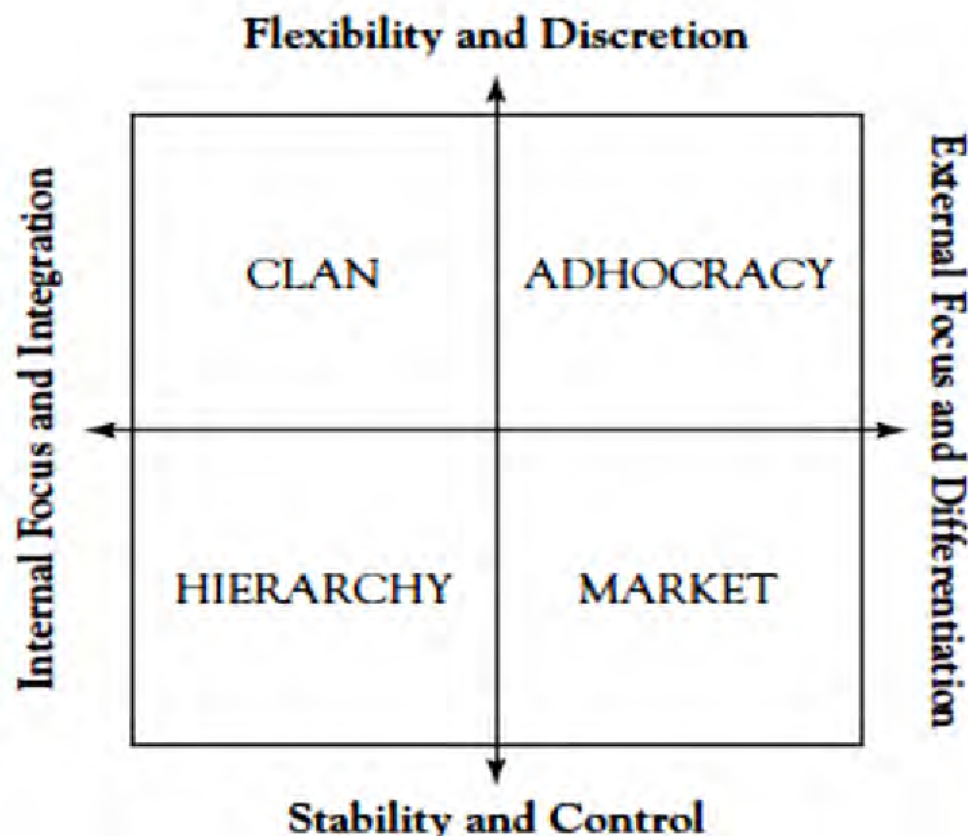 Flexibility and Discretion
Internal Focus and Integration
External Focus and Differentiation
CLAN
ADHOCRACY
HIERARCHY
MARKET
Stability and Control